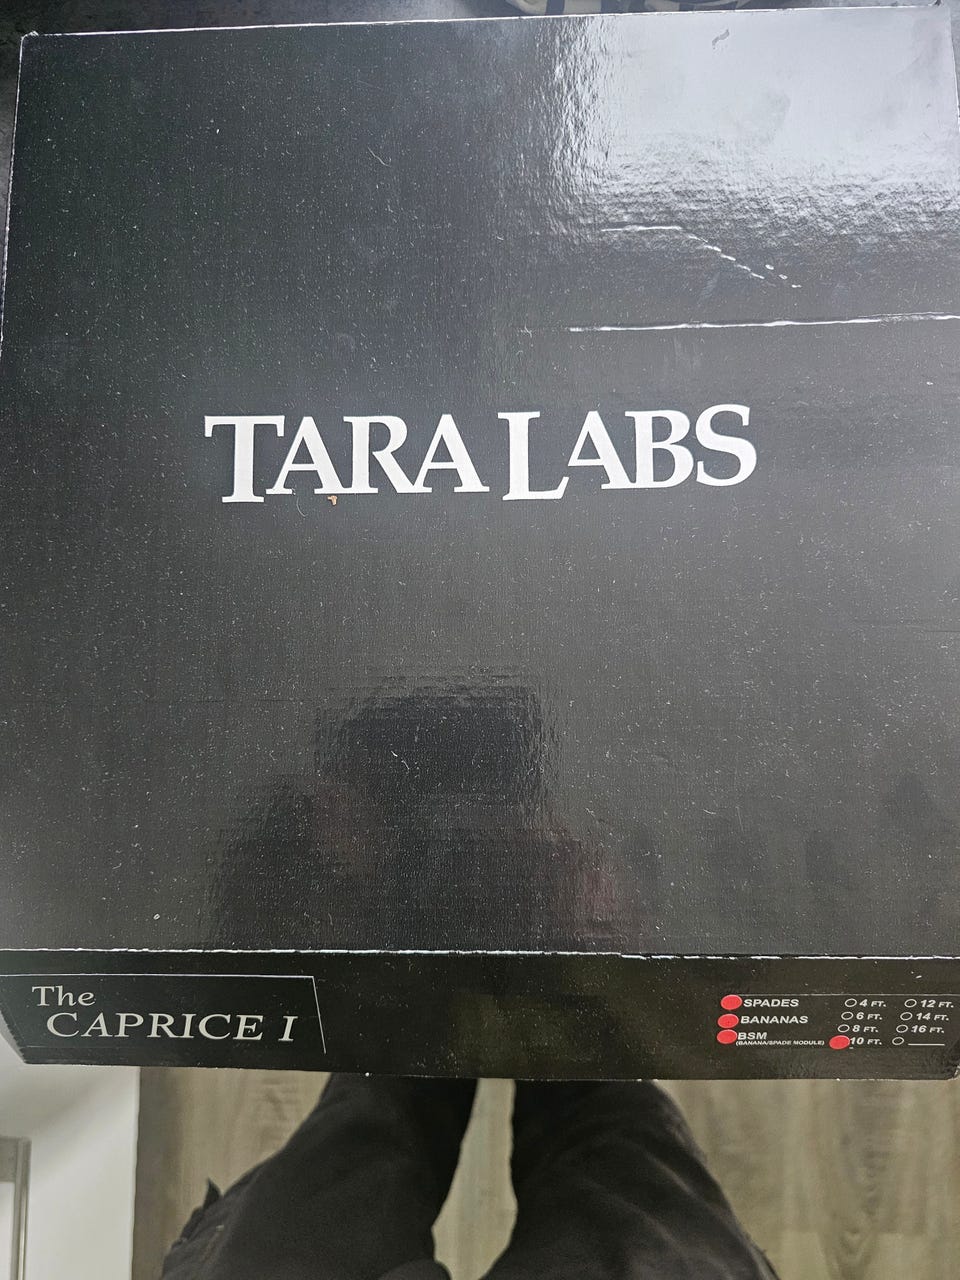 TARA LABS
The
CAPRICE I
SPADES
BANANAS
BSM
(BANANA/SPADE MODULE)
4 FT.
6 FT.
8 FT.
10 FT.
12 FT.
14 FT.
16 FT.